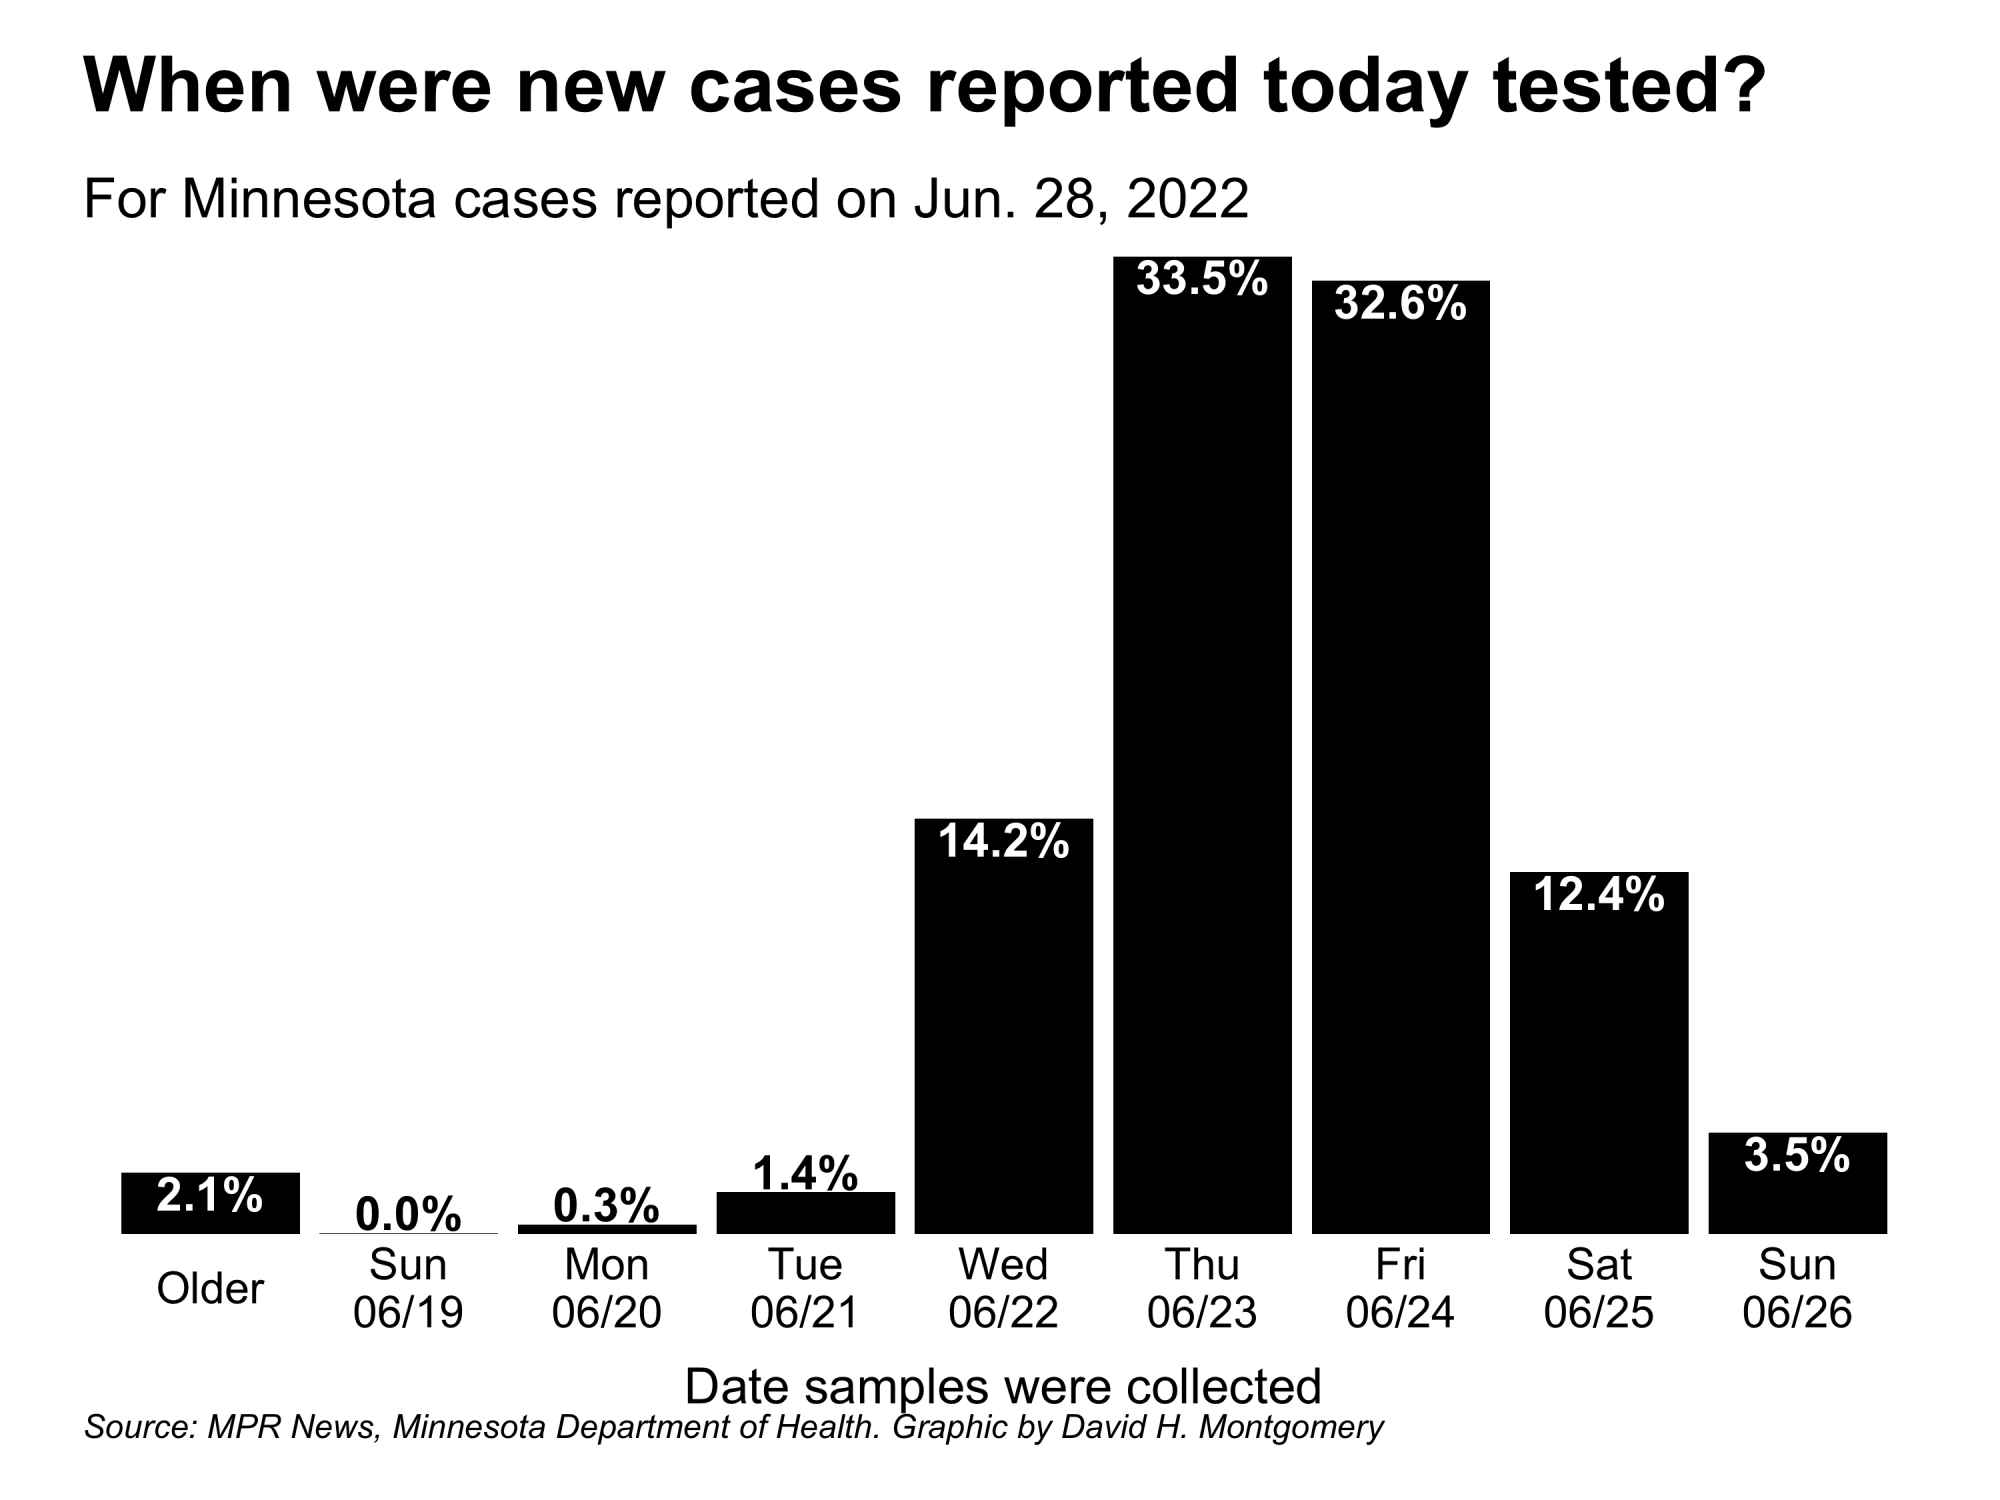 When were new cases reported today tested?
For Minnesota cases reported on Jun. 28, 2022
33.5%
32.6%
14.2%
12.4%
3.5%
1.4%
2.1%
0.3%
0.0%
Older
Sun
06/19
Mon
06/20
Tue
06/21
Wed
06/22
Thu
06/23
Fri
06/24
Sat
06/25
Sun
06/26
Date samples were collected
Source: MPR News, Minnesota Department of Health. Graphic by David H. Montgomery